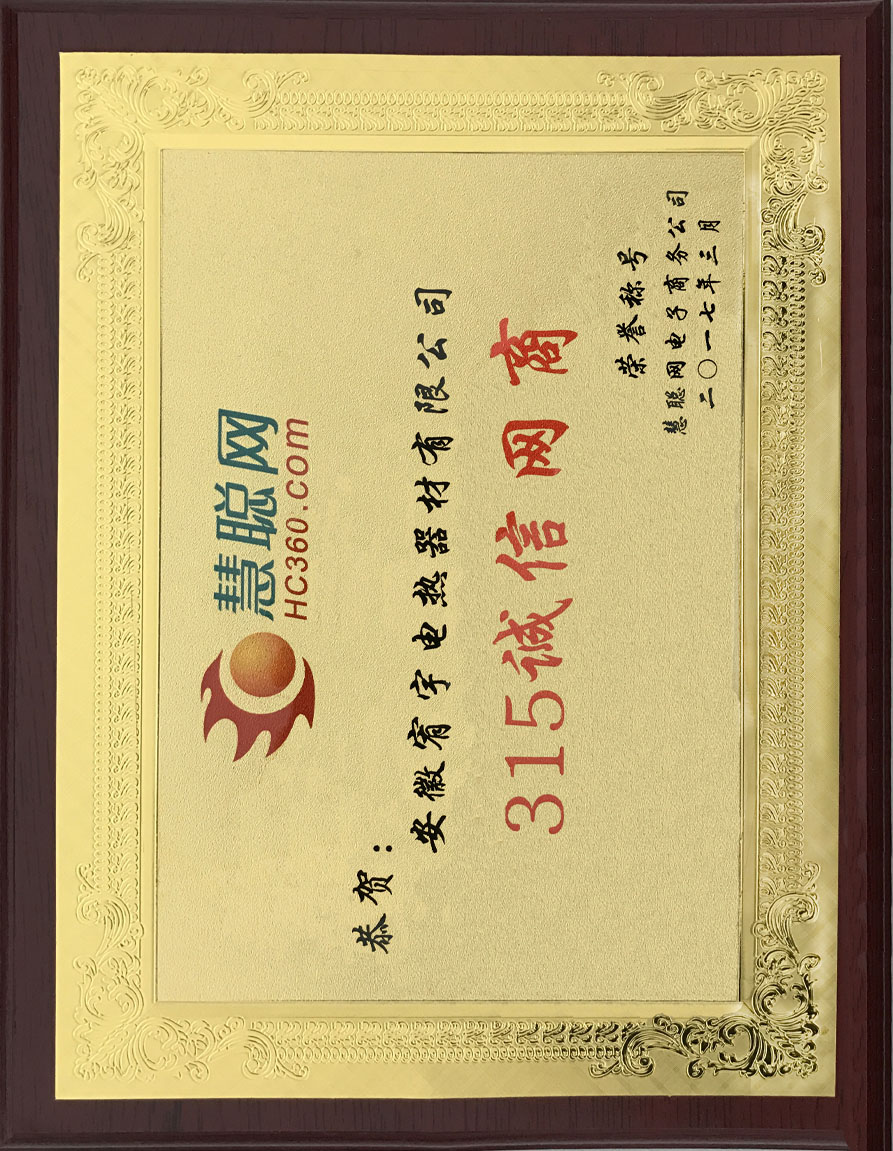 慧聪网
HC360.com
恭贺：
安徽宥宇电热器材有限公司
315诚信网商
荣誉称号
慧聪网电子商务公司
二〇一七年三月